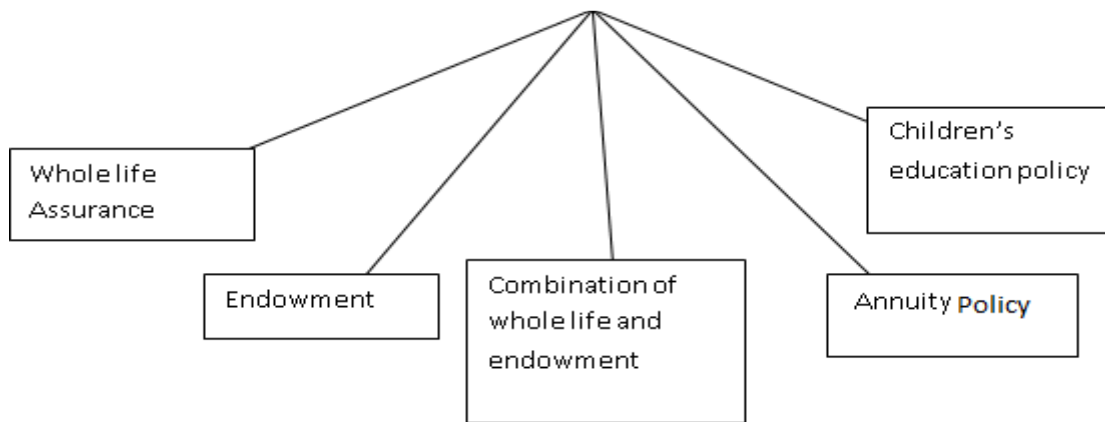 Whole life
Assurance
Endowment
Combination of
whole life and
endowment
Annuity Policy
Children’s
education policy